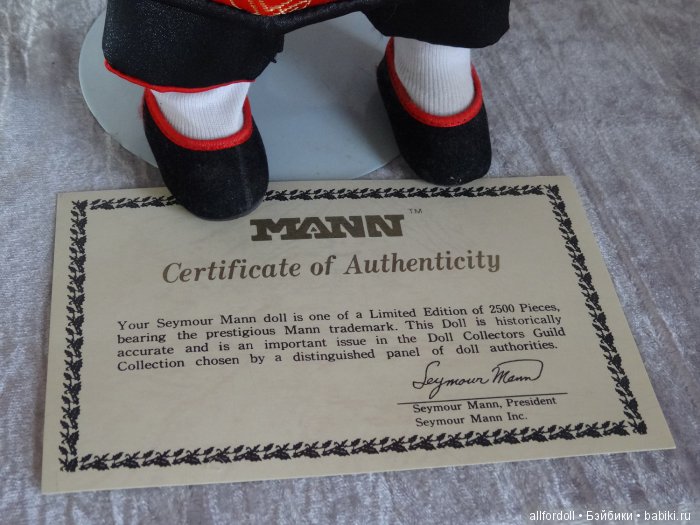 MANN™
Certificate of Authenticity
Your Seymour Mann doll is one of a Limited Edition of 2500 Pieces,
bearing the prestigious Mann trademark. This Doll is historically
accurate and is an important issue in the Doll Collectors Guild
Collection chosen by a distinguished panel of doll authorities.
Seymour Mann
Seymour Mann, President
Seymour Mann Inc.
allfordoll • Бэйбики • babiki.ru